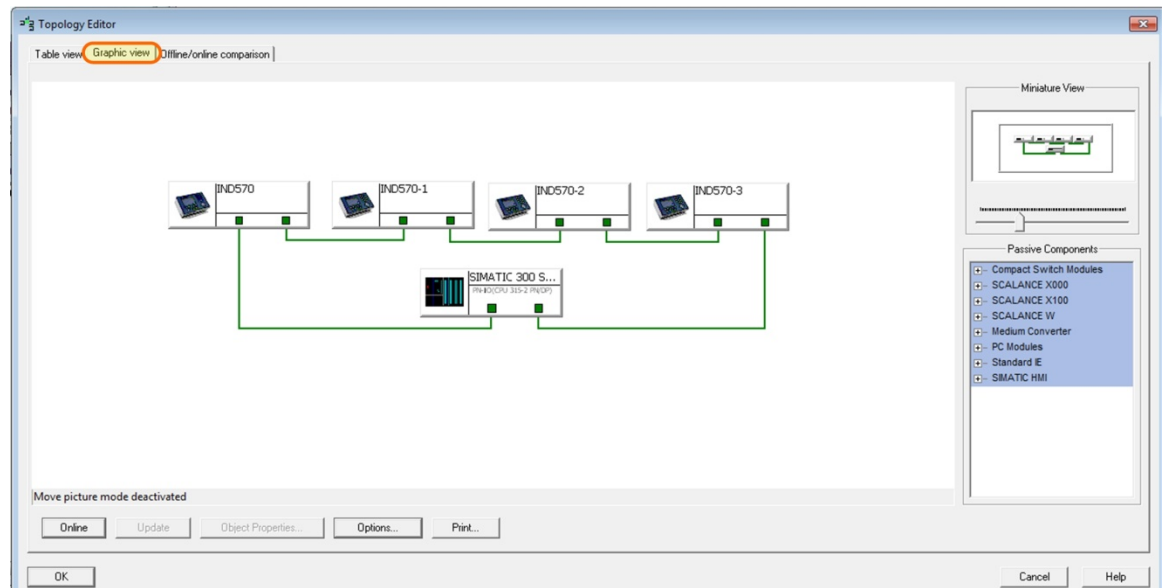 Topology Editor
Table view
Graphic view
Offline/online comparison
Miniature View
IND570
IND570-1
IND570-2
IND570-3
SIMATIC 300 S...
PN-IO(CPU 315-2 PN/DP)
Passive Components
Compact Switch Modules
SCALANCE X000
SCALANCE X100
SCALANCE W
Medium Converter
PC Modules
Standard IE
SIMATIC HMI
Move picture mode deactivated
Online
Update
Object Properties...
Options...
Print...
OK
Cancel
Help